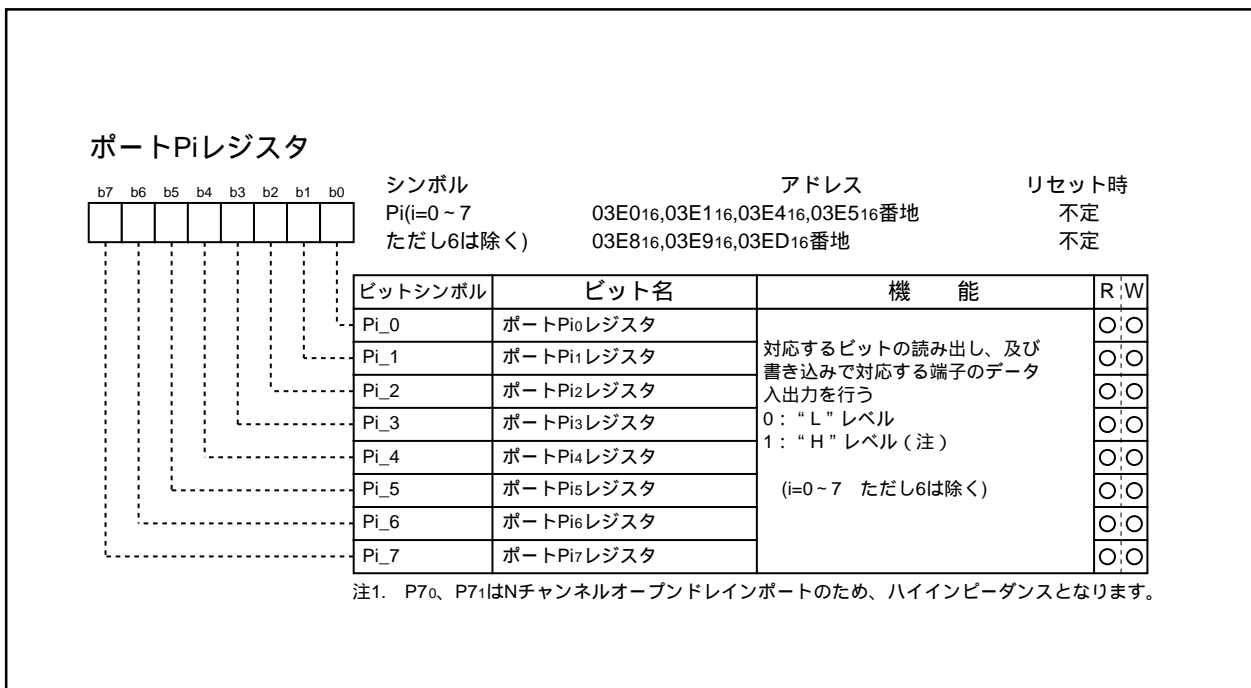 ポートPiレジスタ
b7 b6 b5 b4 b3 b2 b1 b0
シンボル アドレス リセット時
Pi(i=0~7 03E016,03E116,03E416,03E516番地 不定
ただし6は除く) 03E816,03E916,03ED16番地 不定
ビットシンボル ビット名 機 能 R W
Pi_0 ポートPi0レジスタ ○ ○
Pi_1 ポートPi1レジスタ ○ ○
Pi_2 ポートPi2レジスタ ○ ○
Pi_3 ポートPi3レジスタ ○ ○
Pi_4 ポートPi4レジスタ ○ ○
Pi_5 ポートPi5レジスタ ○ ○
Pi_6 ポートPi6レジスタ ○ ○
Pi_7 ポートPi7レジスタ ○ ○
対応するビットの読み出し、及び
書き込みで対応する端子のデータ
入出力を行う
0:“L”レベル
1:“H”レベル(注)
(i=0~7 ただし6は除く)
注1. P70、P71はNチャンネルオープンドレインポートのため、ハイインピーダンスとなります。